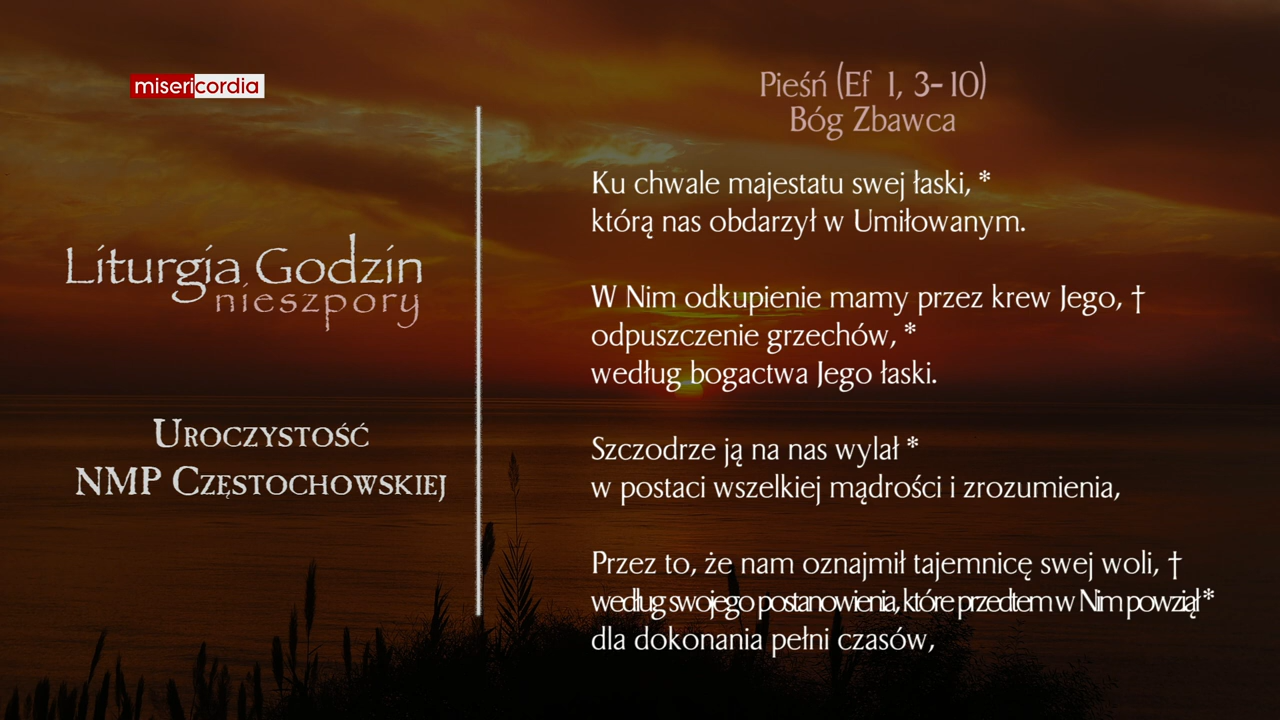 misericordia
Liturgia Godzin
nieszpory
Uroczystość
NMP Częstochowskiej
Pieśń (Ef 1, 3-10)
Bóg Zbawca
Ku chwale majestatu swej łaski, *
którą nas obdarzył w Umiłowanym.
W Nim odkupienie mamy przez krew Jego, †
odpuszczenie grzechów, *
według bogactwa Jego łaski.
Szczodrze ją na nas wylał *
w postaci wszelkiej mądrości i zrozumienia,
Przez to, że nam oznajmił tajemnicę swej woli, †
według swojego postanowienia, które przedtem w Nim powziął *
dla dokonania pełni czasów,